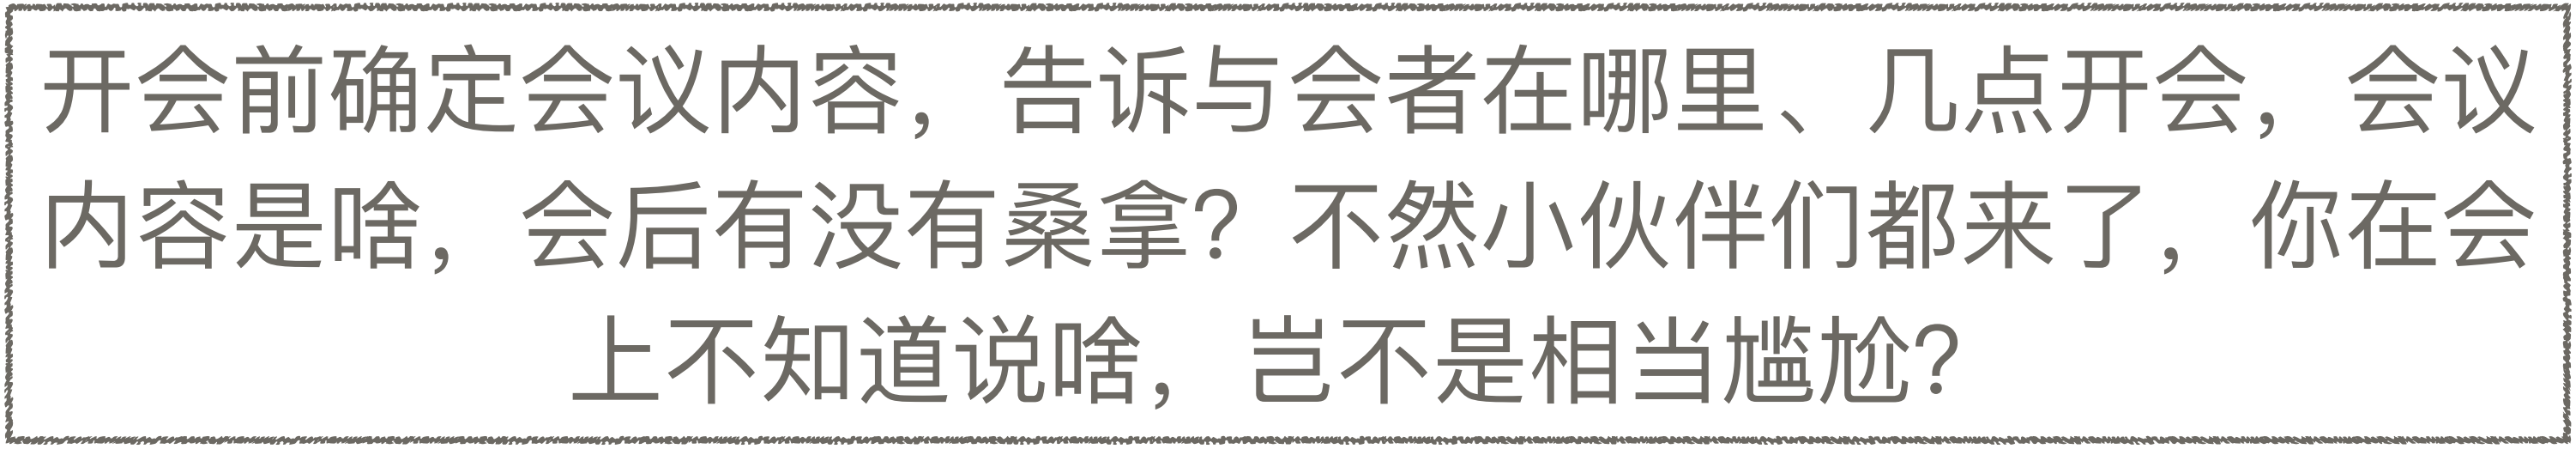 开会前确定会议内容，告诉与会者在哪里、几点开会，会议
内容是啥，会后有没有桑拿？不然小伙伴们都来了，你在会
上不知道说啥，岂不是相当尴尬？